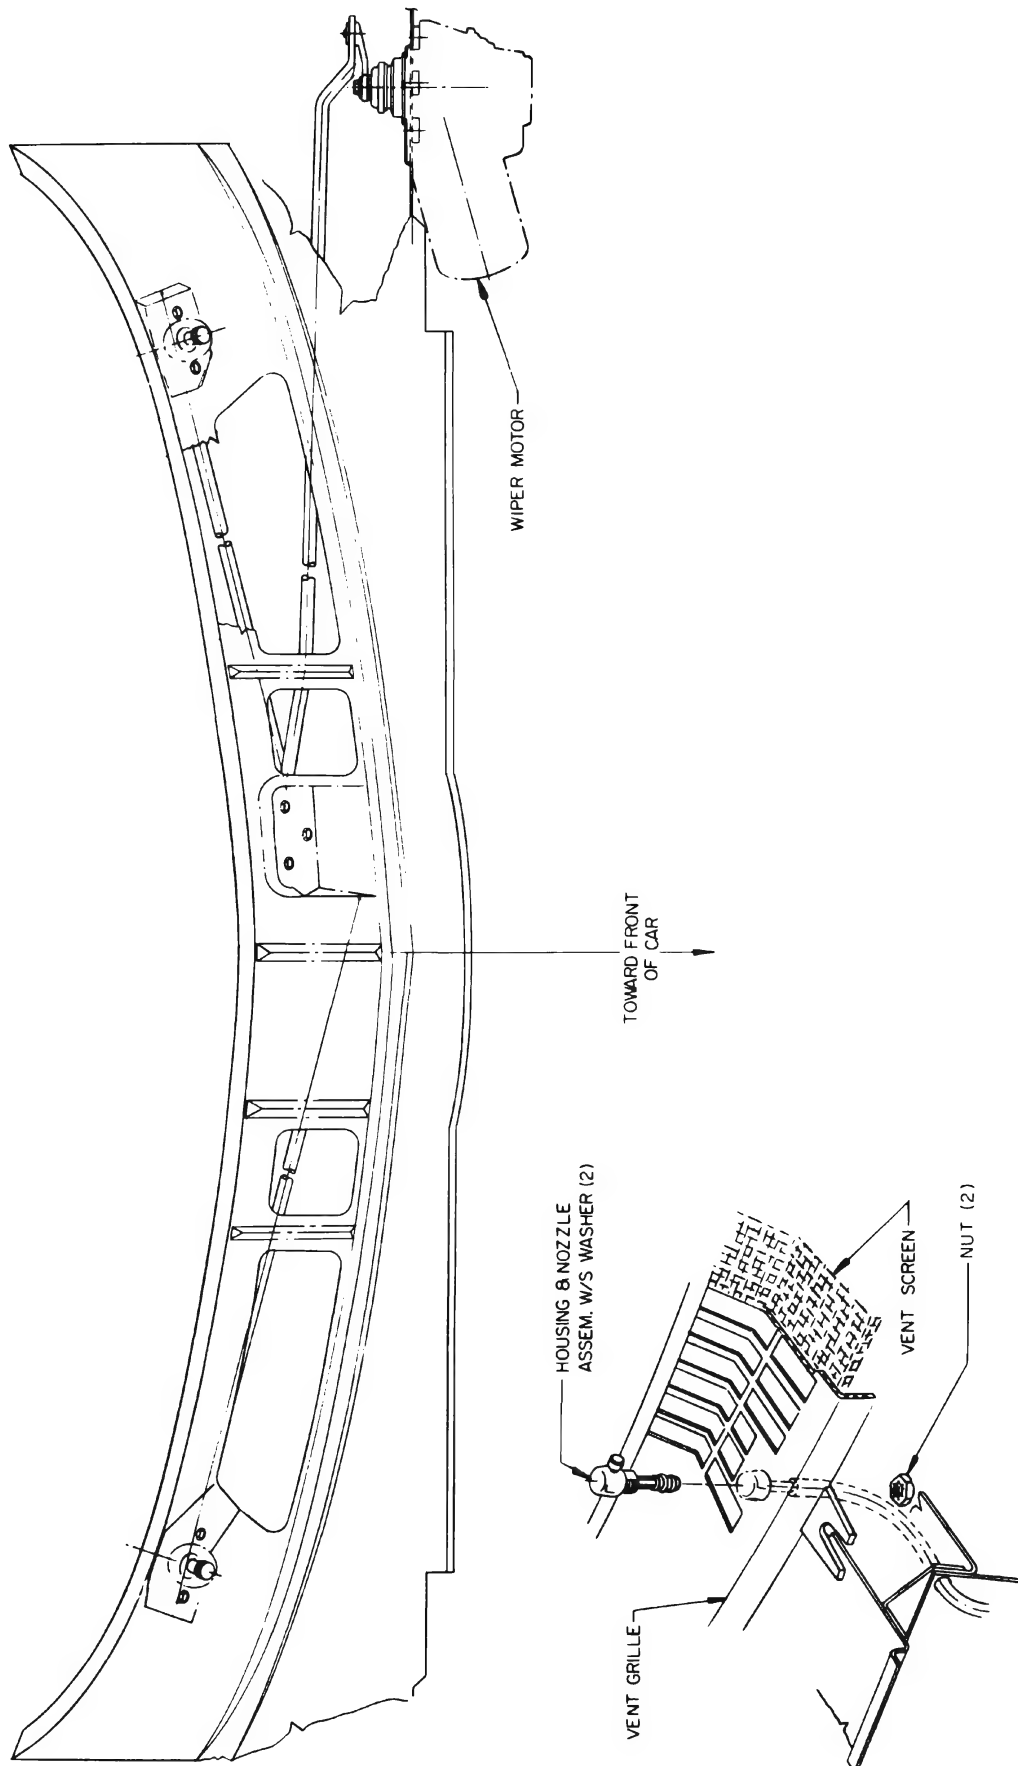 WIPER MOTOR
TOWARD FRONT
OF CAR
HOUSING & NOZZLE
ASSEM. W/S WASHER (2)
VENT SCREEN
NUT (2)
VENT GRILLE